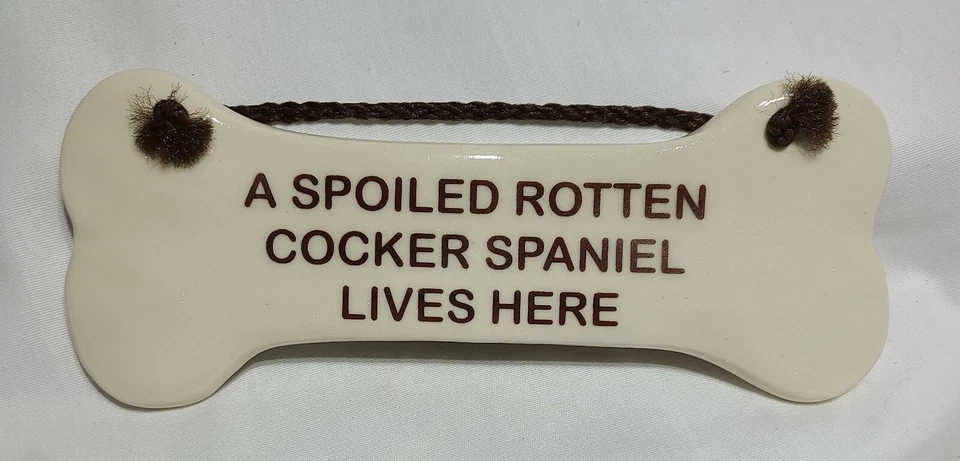 A SPOILED ROTTEN
COCKER SPANIEL
LIVES HERE